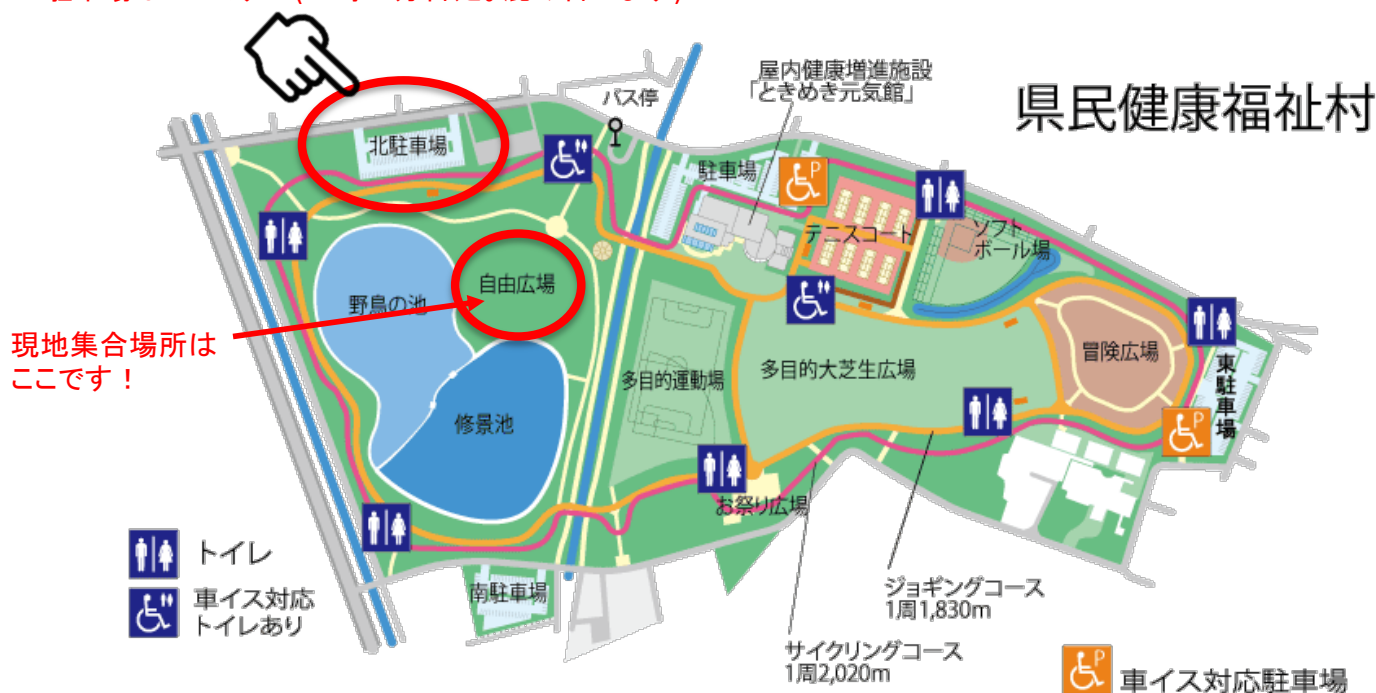 県民健康福祉村
屋内健康増進施設
「ときめき元気館」
バス停
北駐車場
駐車場
P
テニスコート
ソフト
ボール場
自由広場
野鳥の池
現地集合場所は
ここです！
修景池
多目的運動場
多目的大芝生広場
冒険広場
東駐車場
P
お祭り広場
南駐車場
トイレ
車イス対応
トイレあり
ジョギングコース
1周1,830m
サイクリングコース
1周2,020m
P
車イス対応駐車場